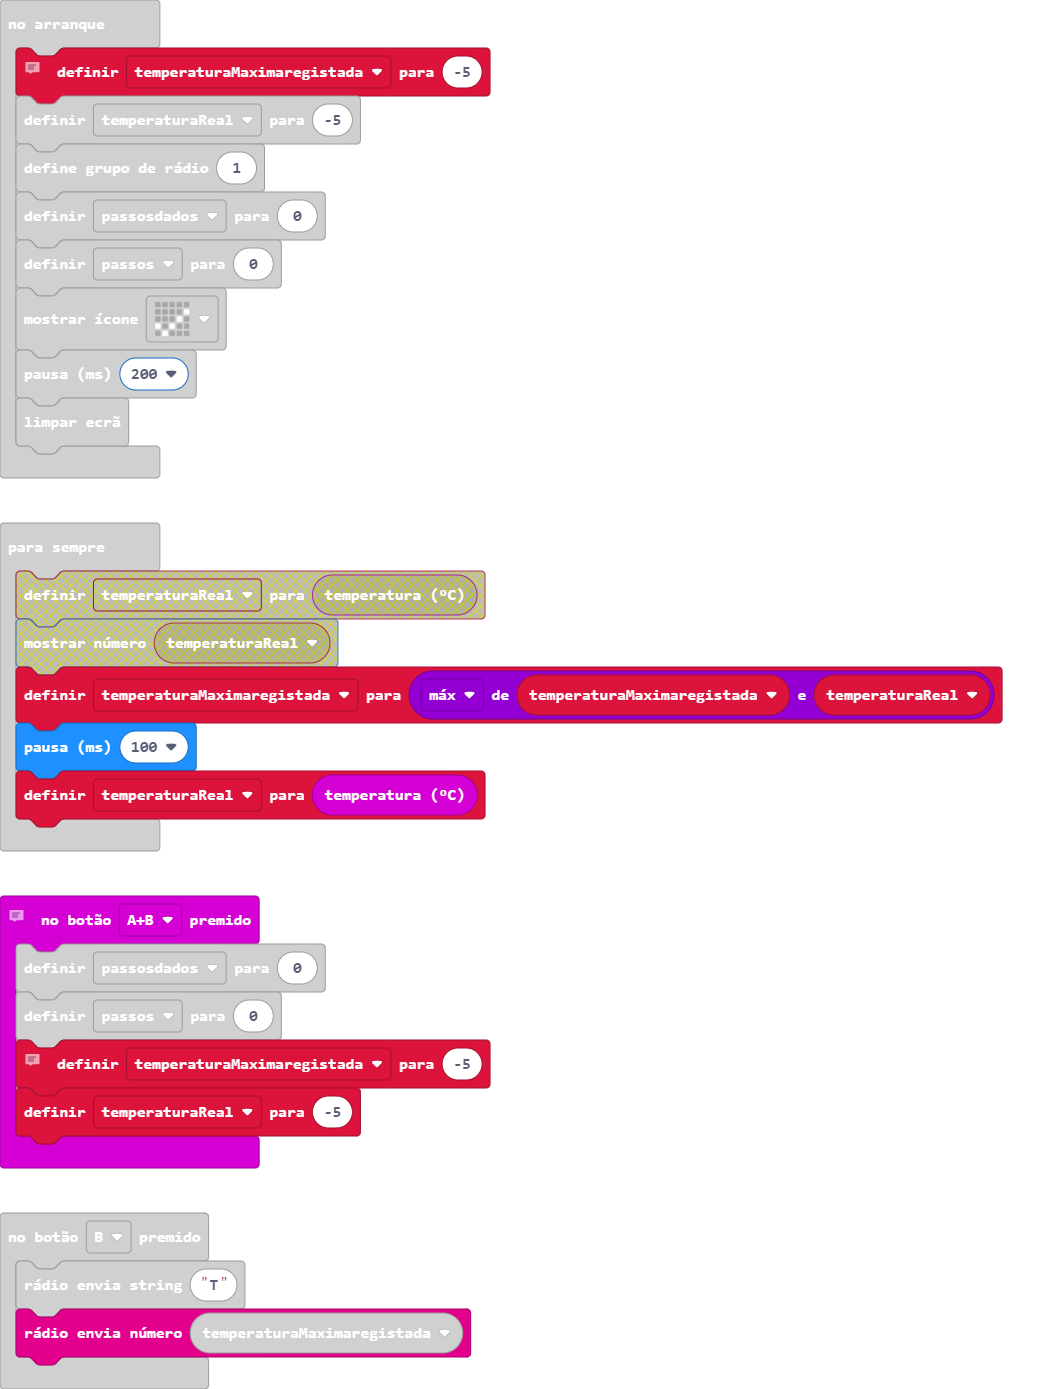 no arranque
definir temperaturaMaximaregistada para -5
definir temperaturaReal para -5
define grupo de rádio 1
definir passosdados para 0
definir passos para 0
mostrar ícone
pausa (ms) 200
limpar ecrã
para sempre
definir temperaturaReal para temperatura (ºC)
mostrar número temperaturaReal
definir temperaturaMaximaregistada para máx de temperaturaMaximaregistada e temperaturaReal
pausa (ms) 100
definir temperaturaReal para temperatura (ºC)
no botão A+B premido
definir passosdados para 0
definir passos para 0
definir temperaturaMaximaregistada para -5
definir temperaturaReal para -5
no botão B premido
rádio envia string "T"
rádio envia número temperaturaMaximaregistada